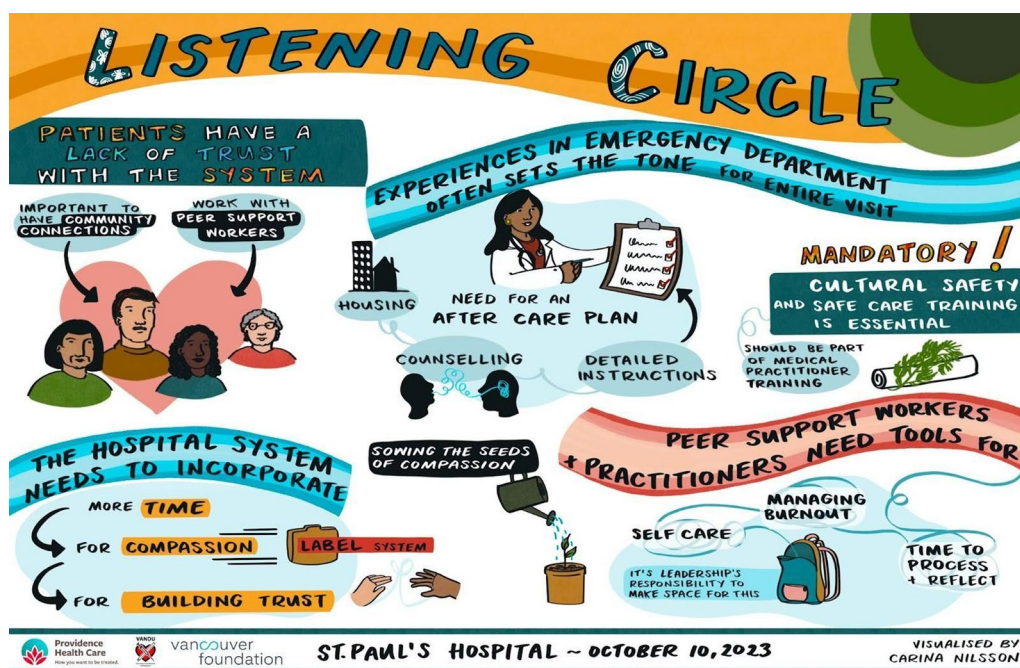 LISTENING CIRCLE
PATIENTS HAVE A
LACK OF TRUST
WITH THE SYSTEM
IMPORTANT TO
HAVE COMMUNITY
CONNECTIONS
WORK WITH
PEER SUPPORT
WORKERS
EXPERIENCES IN EMERGENCY DEPARTMENT
OFTEN SETS THE TONE FOR ENTIRE VISIT
HOUSING
NEED FOR AN
AFTER CARE PLAN
COUNSELLING
DETAILED
INSTRUCTIONS
MANDATORY!
CULTURAL SAFETY
AND SAFE CARE TRAINING
IS ESSENTIAL
SHOULD BE PART
OF MEDICAL
PRACTITIONER
TRAINING
THE HOSPITAL SYSTEM
NEEDS TO INCORPORATE
MORE TIME
FOR COMPASSION
LABEL SYSTEM
FOR BUILDING TRUST
SOWING THE SEEDS
OF COMPASSION
PEER SUPPORT WORKERS
+ PRACTITIONERS NEED TOOLS FOR
MANAGING
BURNOUT
SELF CARE
IT'S LEADERSHIP'S
RESPONSIBILITY TO
MAKE SPACE FOR THIS
TIME TO
PROCESS
+ REFLECT
Providence
Health Care
How you want to be treated.
VANDU
vancouver
foundation
ST. PAUL'S HOSPITAL ~ OCTOBER 10, 2023
VISUALISED BY
CARINA NILSSON